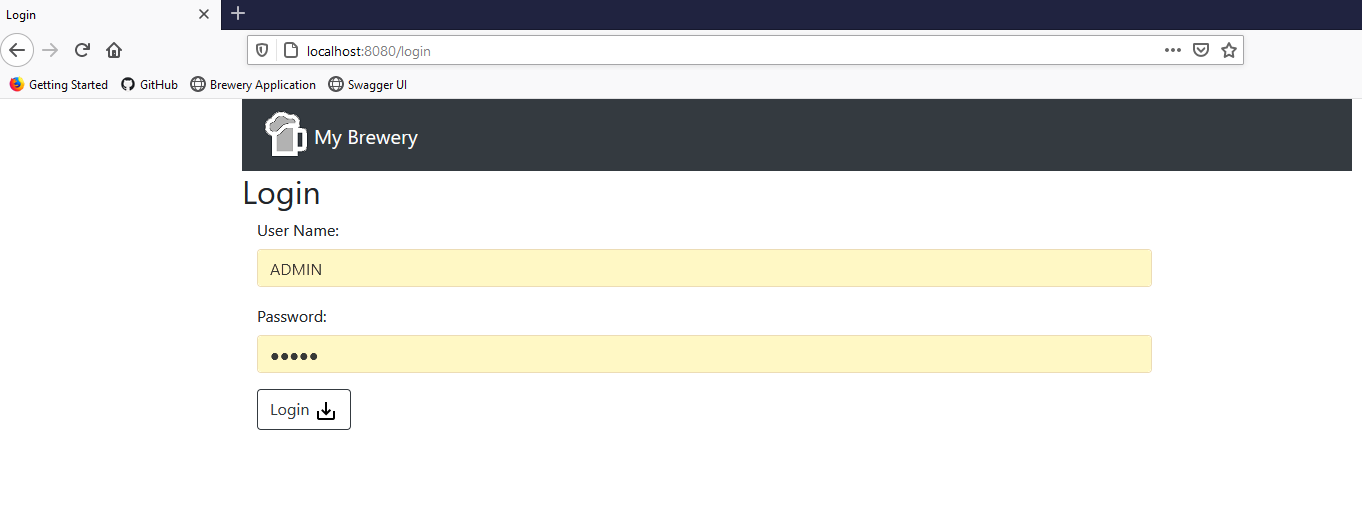 Login
localhost:8080/login
Getting Started GitHub Brewery Application Swagger UI
My Brewery
Login
User Name:
ADMIN
Password:
●●●●●
Login